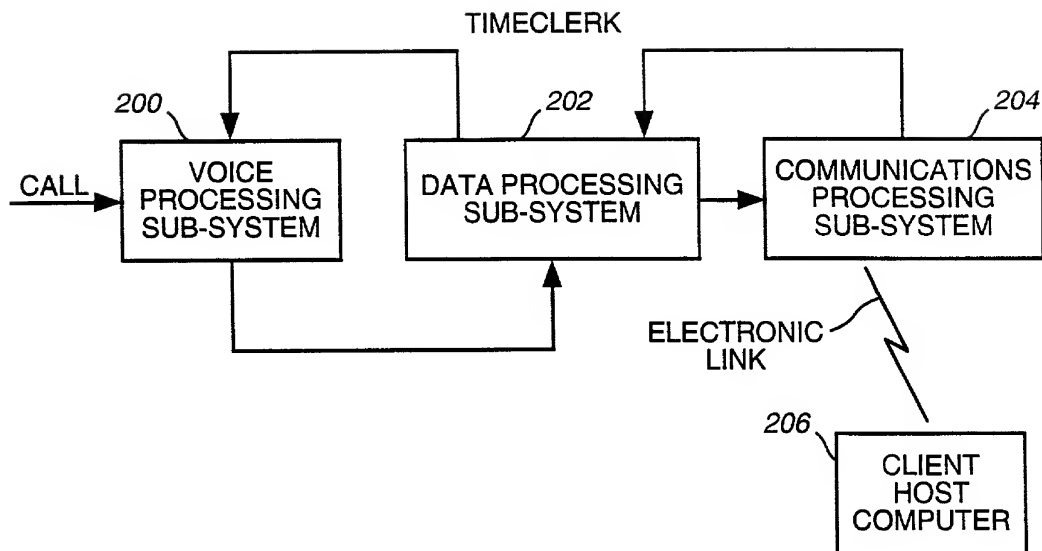 TIMECLERK
200
202
204
CALL
VOICE
PROCESSING
SUB-SYSTEM
DATA PROCESSING
SUB-SYSTEM
COMMUNICATIONS
PROCESSING
SUB-SYSTEM
ELECTRONIC
LINK
206
CLIENT
HOST
COMPUTER